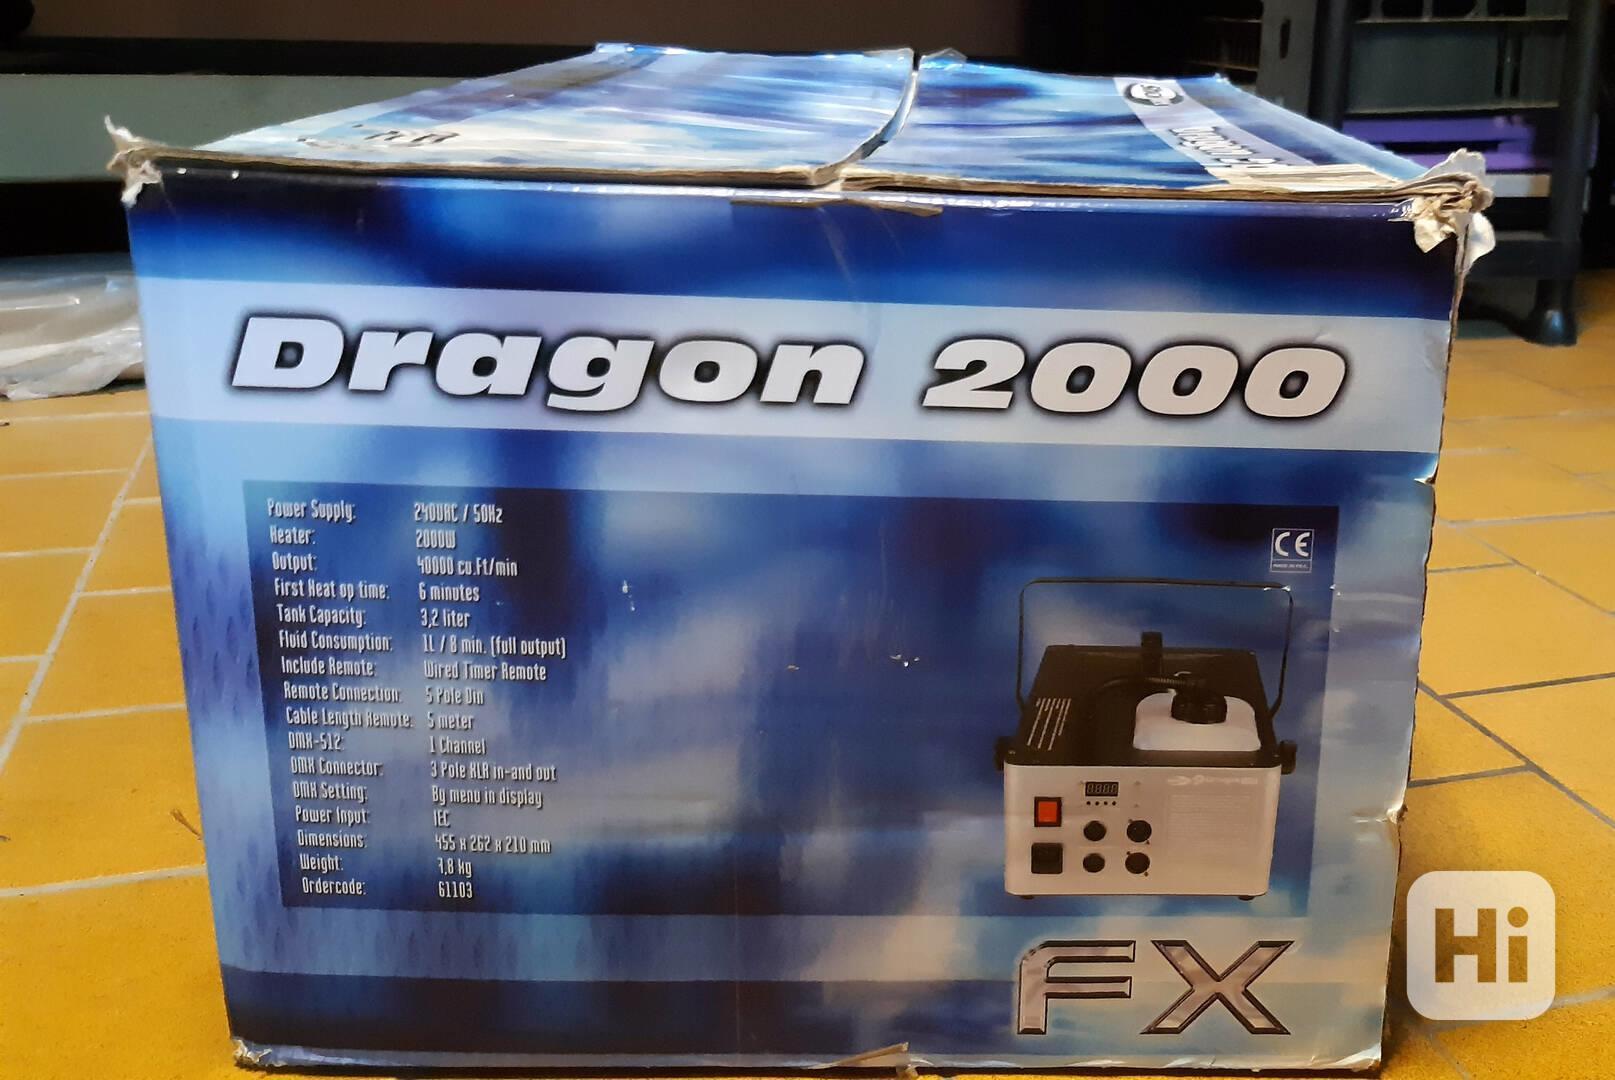 Dragon 2000
Power Supply: 240VAC / 50Hz
Heater: 2000W
Output: 40000 cu.Ft/min
First Heat op time: 6 minutes
Tank Capacity: 3,2 liter
Fluid Consumption: 1L / 8 min. (full output)
Include Remote: Wired Timer Remote
Remote Connection: 5 Pole Din
Cable Length Remote: 5 meter
DMX-512: 1 Channel
DMX Connector: 3 Pole XLR in-and out
DMX Setting: By menu in display
Power Input: IEC
Dimensions: 455 x 262 x 210 mm
Weight: 7,8 kg
Ordercode: 61103
CE
FX
Hi